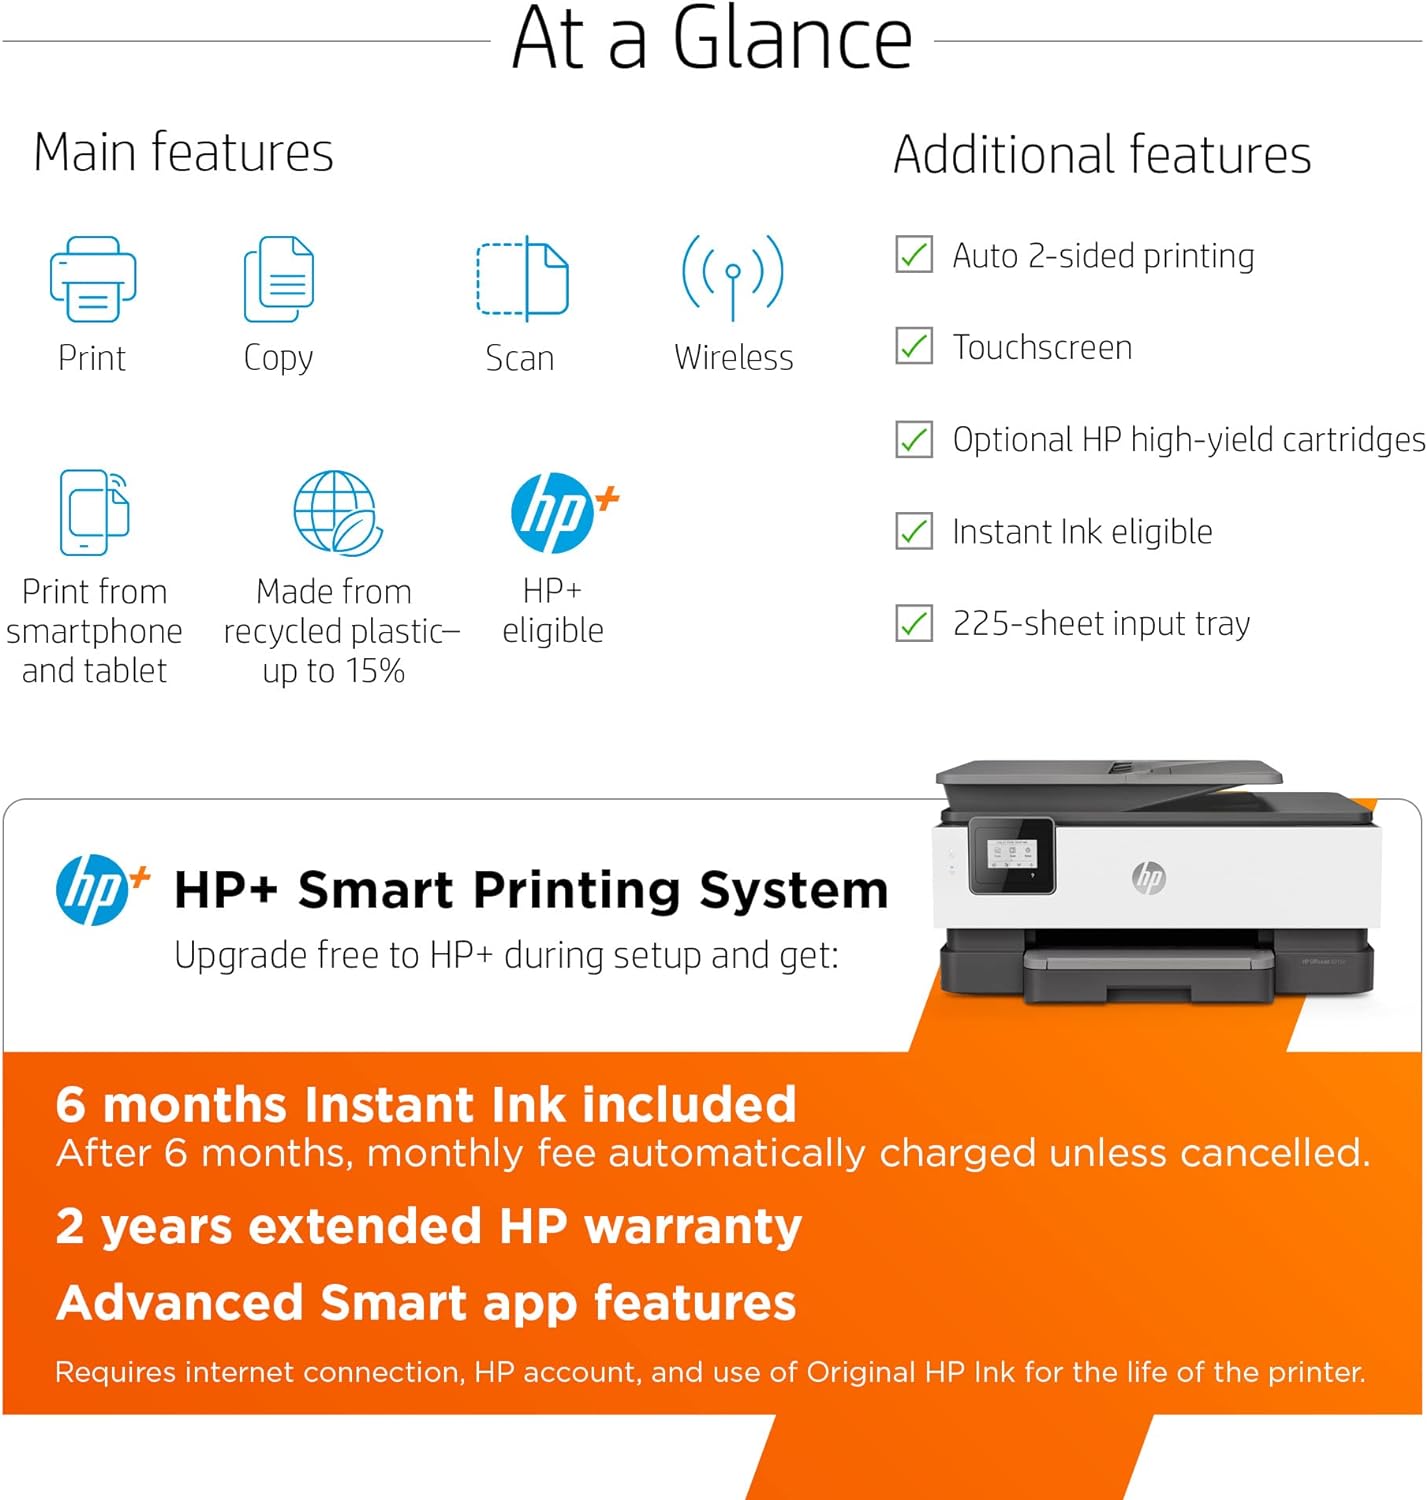 At a Glance
Main features
Print
Copy
Scan
Wireless
Print from
smartphone
and tablet
Made from
recycled plastic—
up to 15%
hp+
HP+
eligible
Additional features
Auto 2-sided printing
Touchscreen
Optional HP high-yield cartridges
Instant Ink eligible
225-sheet input tray
hp+
HP+ Smart Printing System
Upgrade free to HP+ during setup and get:
hp
6 months Instant Ink included
After 6 months, monthly fee automatically charged unless cancelled.
2 years extended HP warranty
Advanced Smart app features
Requires internet connection, HP account, and use of Original HP Ink for the life of the printer.